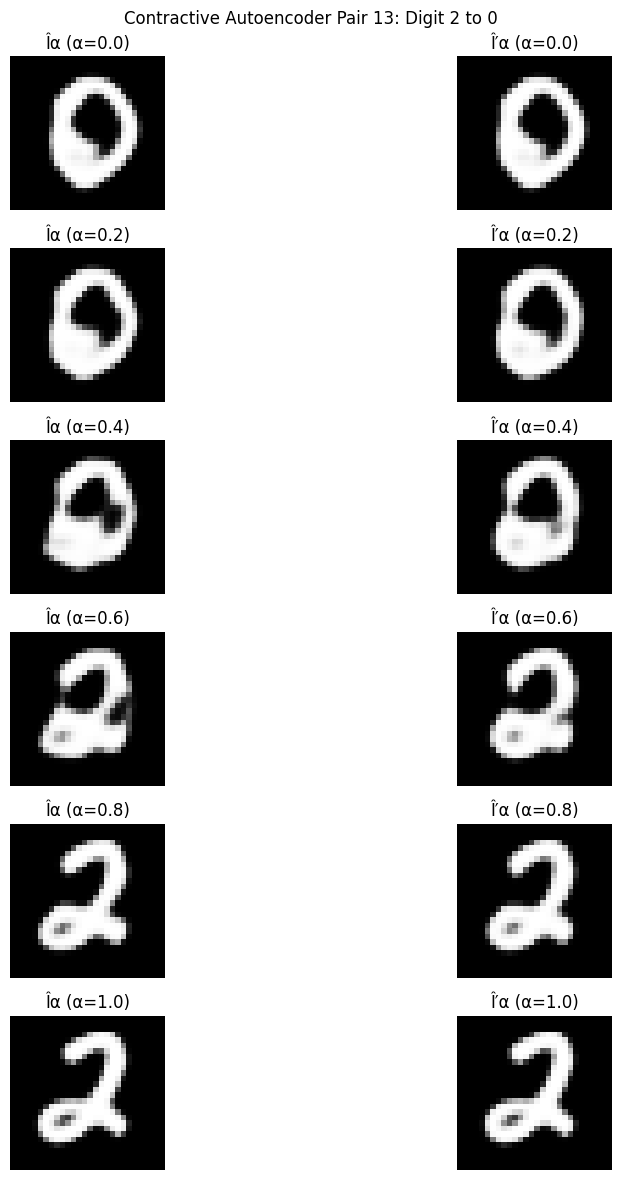 Contractive Autoencoder Pair 13: Digit 2 to 0
Îα (α=0.0) Î′α (α=0.0)
Îα (α=0.2) Î′α (α=0.2)
Îα (α=0.4) Î′α (α=0.4)
Îα (α=0.6) Î′α (α=0.6)
Îα (α=0.8) Î′α (α=0.8)
Îα (α=1.0) Î′α (α=1.0)